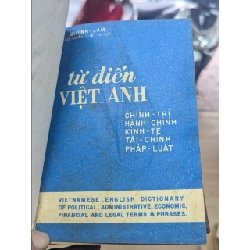 từ điển
VIỆT ANH
CHÍNH-TRỊ
HÀNH-CHÍNH
KINH-TẾ
TÀI-CHÍNH
PHÁP-LUẬT
VIETNAMESE-ENGLISH DICTIONARY
OF POLITICAL, ADMINISTRATIVE, ECONOMIC,
FINANCIAL AND LEGAL TERMS & PHRASES.